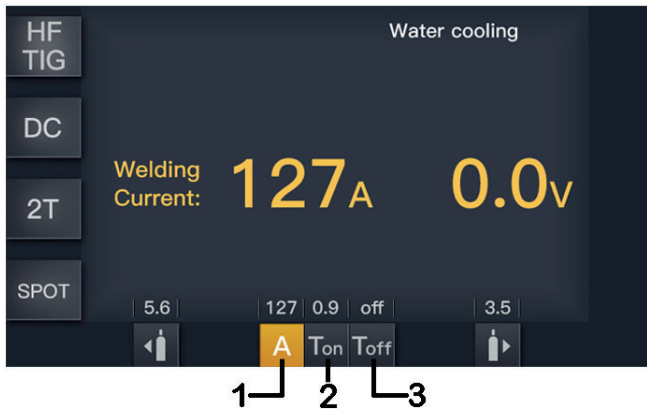 HF
TIG
Water cooling
DC
Welding
Current:
127A
0.0V
2T
SPOT
5.6
127
0.9
off
3.5
A
Ton
Toff
1
2
3